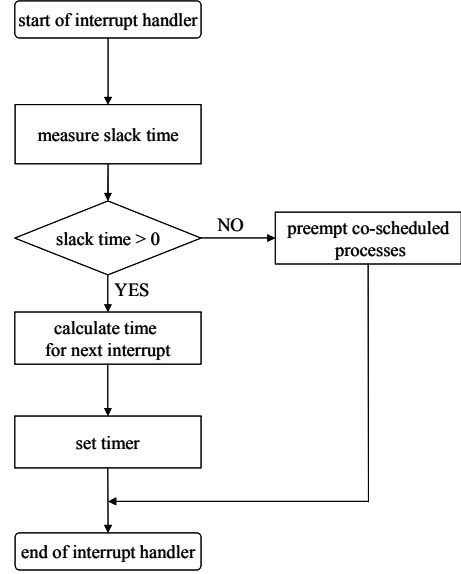 start of interrupt handler
measure slack time
slack time > 0
NO
preempt co-scheduled
processes
YES
calculate time
for next interrupt
set timer
end of interrupt handler